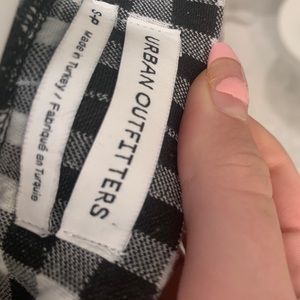 URBAN OUTFITTERS
S-P
Made in Turkey / Fabriqué en Turquie